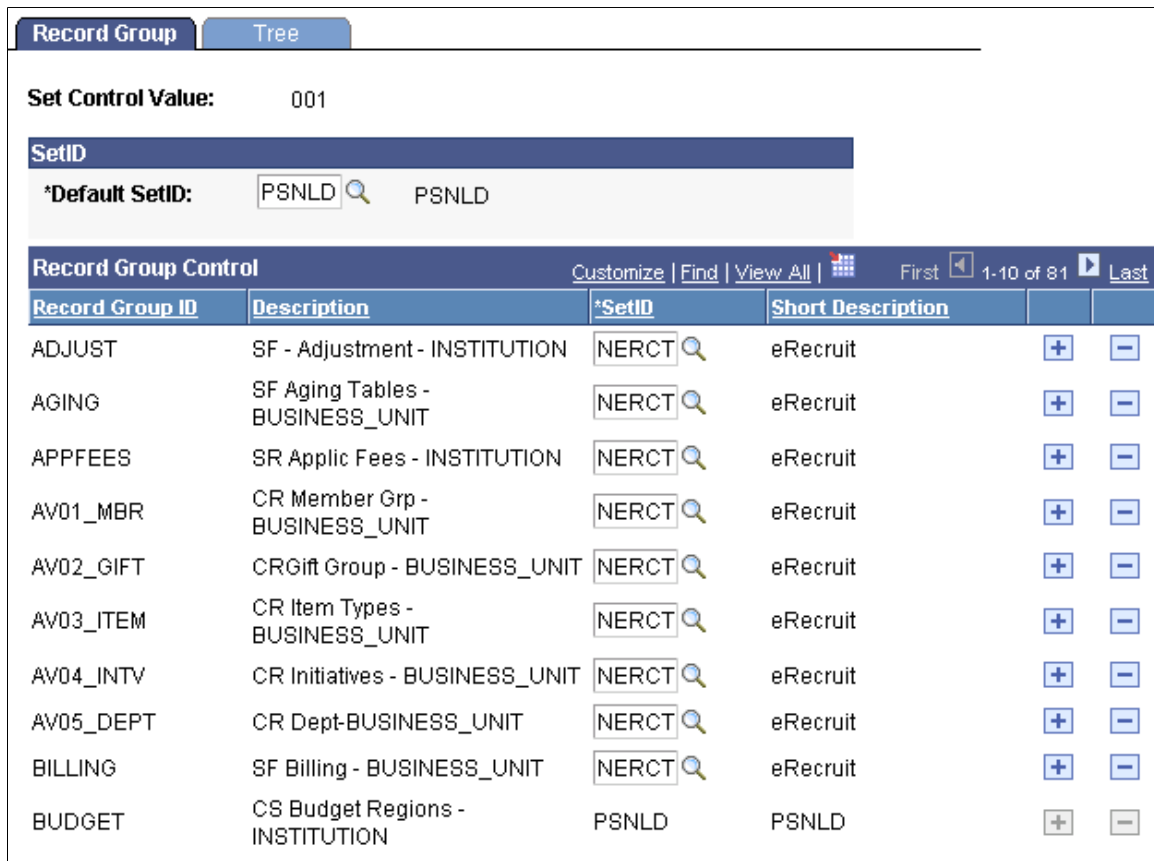 Record Group Tree
Set Control Value: 001
SetID
*Default SetID: PSNLD PSNLD
Record Group Control Customize | Find | View All | First 1-10 of 81 Last
Record Group ID Description *SetID Short Description
ADJUST SF - Adjustment - INSTITUTION NERCT eRecruit
AGING SF Aging Tables -
BUSINESS_UNIT NERCT eRecruit
APPFEES SR Applic Fees - INSTITUTION NERCT eRecruit
AV01_MBR CR Member Grp -
BUSINESS_UNIT NERCT eRecruit
AV02_GIFT CRGift Group - BUSINESS_UNIT NERCT eRecruit
AV03_ITEM CR Item Types -
BUSINESS_UNIT NERCT eRecruit
AV04_INTV CR Initiatives - BUSINESS_UNIT NERCT eRecruit
AV05_DEPT CR Dept-BUSINESS_UNIT NERCT eRecruit
BILLING SF Billing - BUSINESS_UNIT NERCT eRecruit
BUDGET CS Budget Regions -
INSTITUTION PSNLD PSNLD